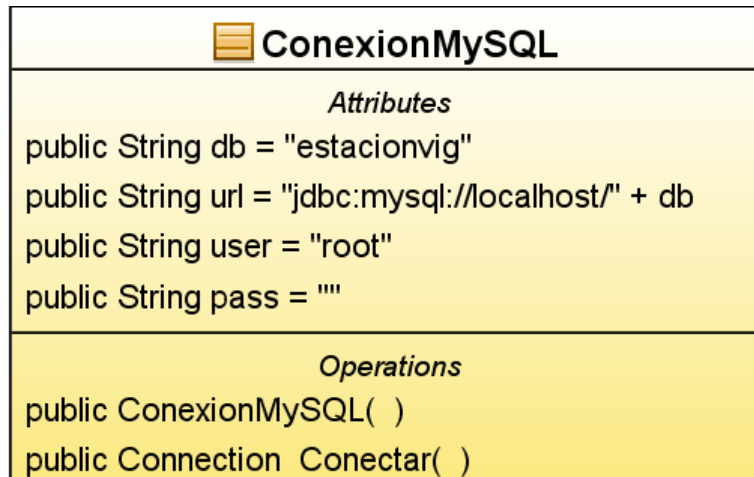 ConexionMySQL
Attributes
public String db = "estacionvig"
public String url = "jdbc:mysql://localhost/" + db
public String user = "root"
public String pass = ""
Operations
public ConexionMySQL( )
public Connection Conectar( )